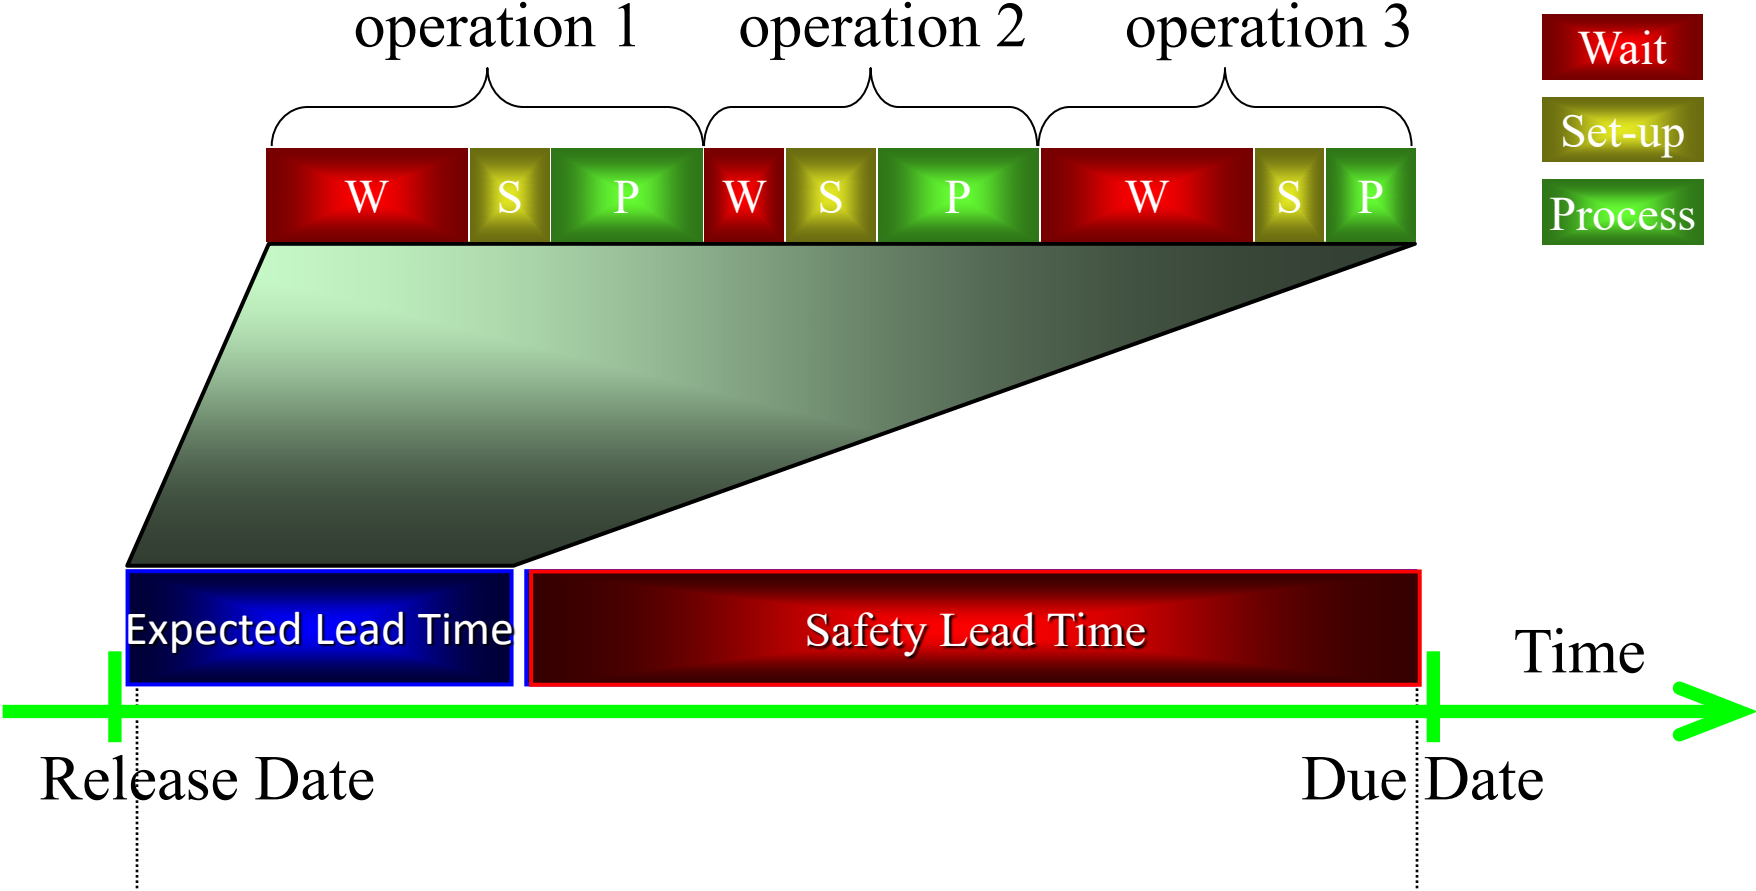 operation 1
operation 2
operation 3
Wait
Set-up
Process
W
S
P
W
S
P
W
S
P
Expected Lead Time
Safety Lead Time
Time
Release Date
Due Date